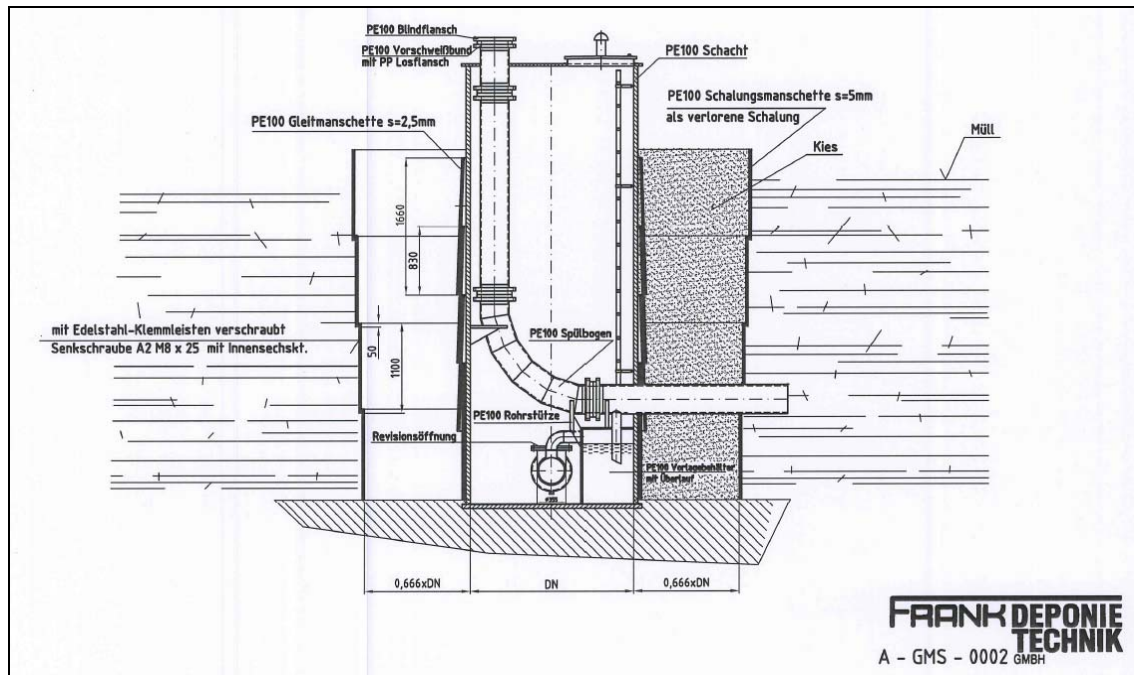 PE100 Blindflansch
PE100 Vorschweißbund
mit PP Losflansch
PE100 Schacht
PE100 Schalungsmanschette s=5mm
als verlorene Schalung
PE100 Gleitmanschette s=2,5mm
Müll
Kies
1660
830
mit Edelstahl-Klemmleisten verschraubt
Senkschraube A2 M8 x 25 mit Innensechskt.
50
1100
PE100 Spülbogen
PE100 Rohrstütze
Revisionsöffnung
PE100 Vorlagebehälter
mit Überlauf
0,666xDN
DN
0,666xDN
FRANK DEPONIE
TECHNIK
A - GMS - 0002 GMBH